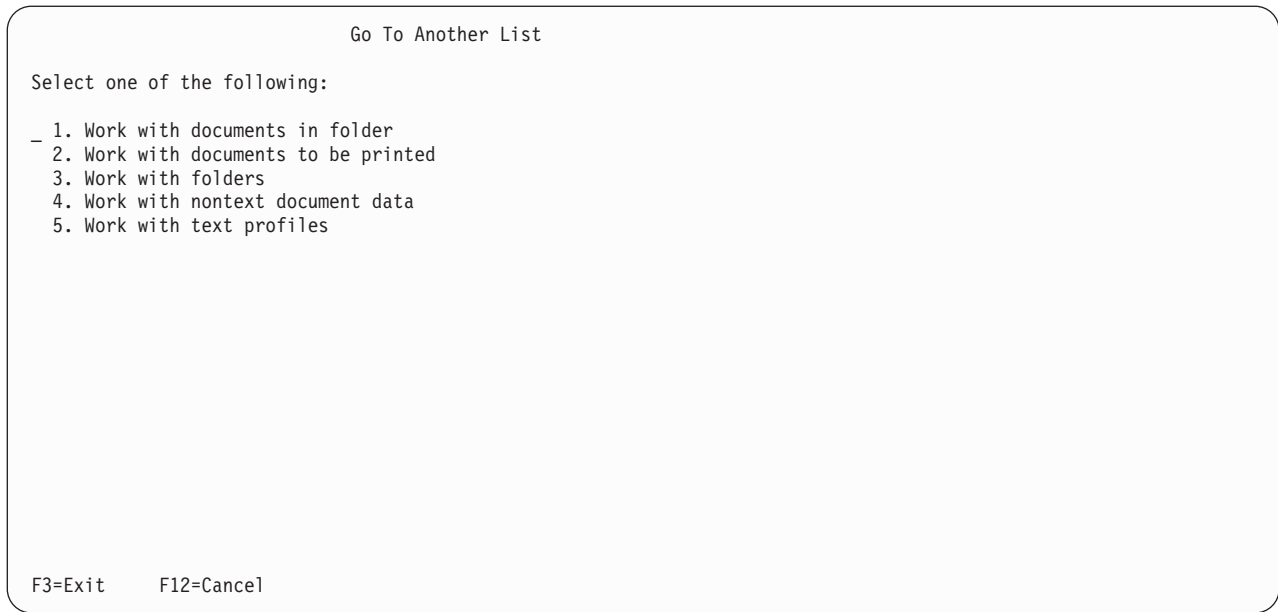 Go To Another List
Select one of the following:
_ 1. Work with documents in folder
2. Work with documents to be printed
3. Work with folders
4. Work with nontext document data
5. Work with text profiles
F3=Exit F12=Cancel